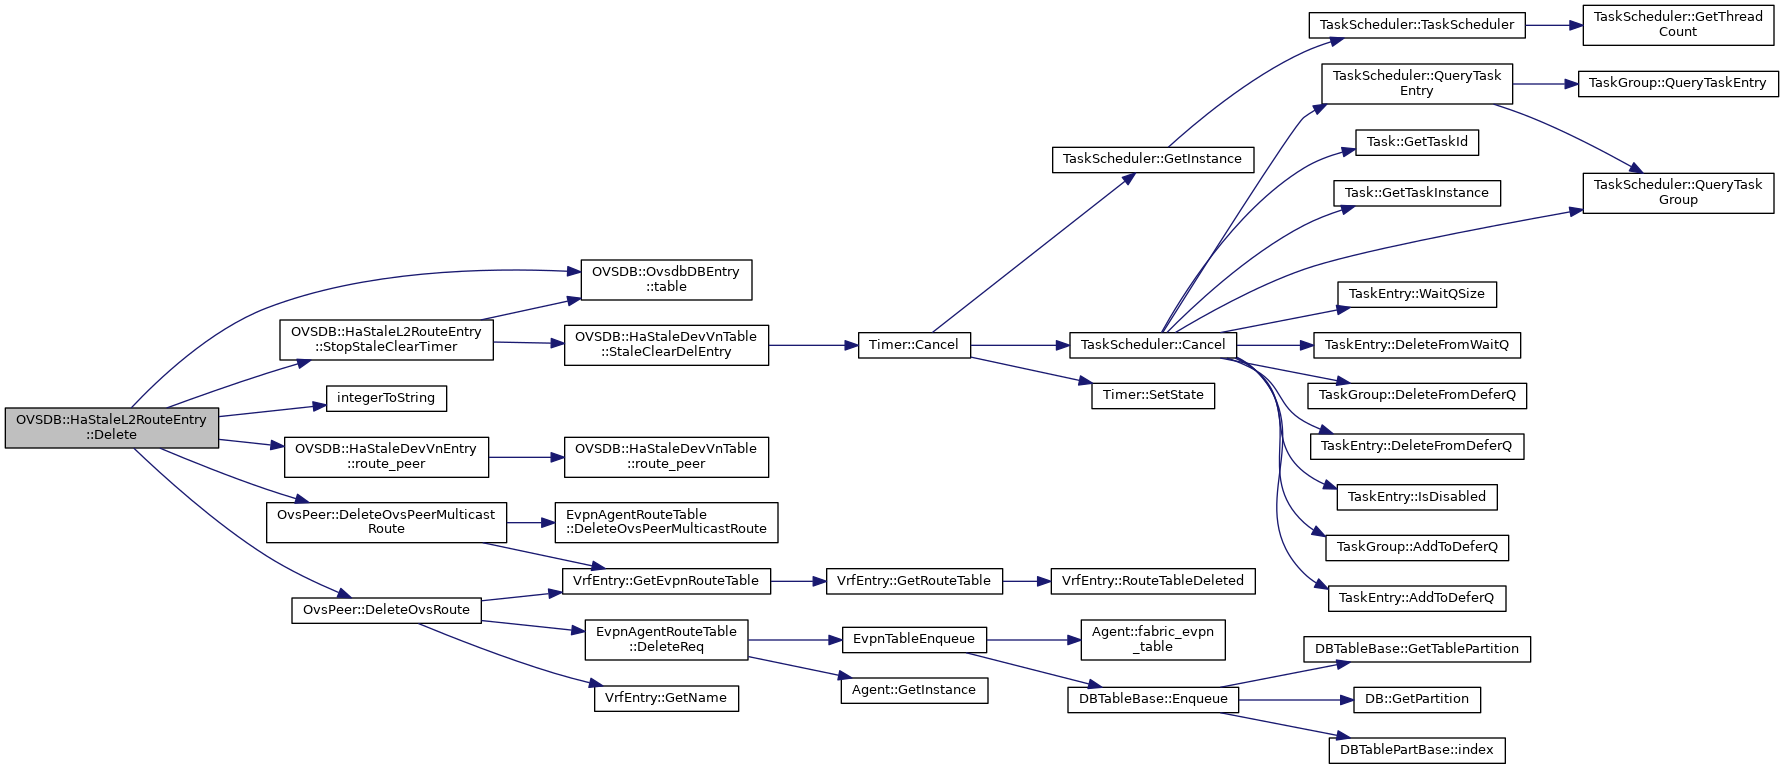 TaskScheduler::TaskScheduler
TaskScheduler::GetThread
Count
TaskScheduler::QueryTask
Entry
TaskGroup::QueryTaskEntry
Task::GetTaskId
TaskScheduler::GetInstance
Task::GetTaskInstance
TaskScheduler::QueryTask
Group
OVSDB::OvsdbDBEntry
::table
TaskEntry::WaitQSize
OVSDB::HaStaleL2RouteEntry
::StopStaleClearTimer
OVSDB::HaStaleDevVnTable
::StaleClearDelEntry
Timer::Cancel
TaskScheduler::Cancel
TaskEntry::DeleteFromWaitQ
integerToString
Timer::SetState
TaskGroup::DeleteFromDeferQ
OVSDB::HaStaleL2RouteEntry
::Delete
OVSDB::HaStaleDevVnEntry
::route_peer
OVSDB::HaStaleDevVnTable
::route_peer
TaskEntry::DeleteFromDeferQ
TaskEntry::IsDisabled
OvsPeer::DeleteOvsPeerMulticast
Route
EvpnAgentRouteTable
::DeleteOvsPeerMulticastRoute
TaskGroup::AddToDeferQ
VrfEntry::GetEvpnRouteTable
VrfEntry::GetRouteTable
VrfEntry::RouteTableDeleted
TaskEntry::AddToDeferQ
OvsPeer::DeleteOvsRoute
EvpnAgentRouteTable
::DeleteReq
EvpnTableEnqueue
Agent::fabric_evpn
_table
DBTableBase::GetTablePartition
VrfEntry::GetName
Agent::GetInstance
DBTableBase::Enqueue
DB::GetPartition
DBTablePartBase::index